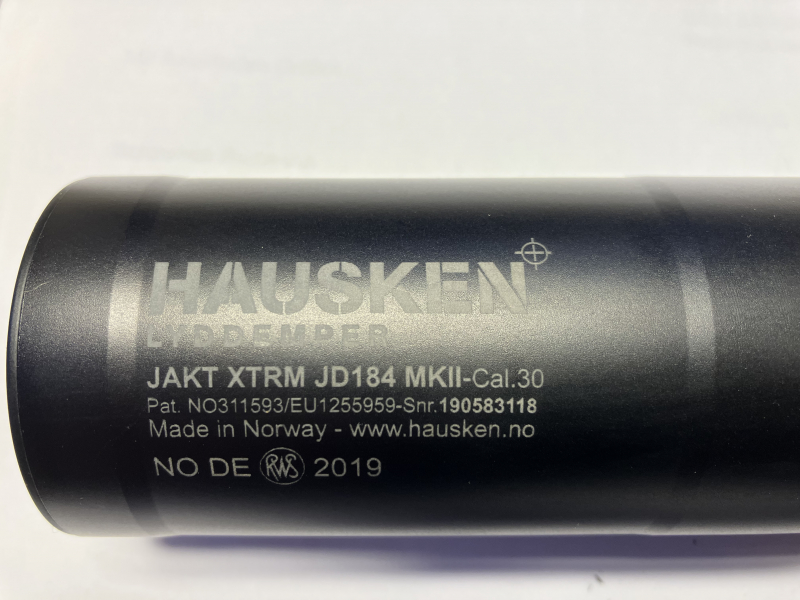 HAUSKEN
LYDDEMPER
JAKT XTRM JD184 MKII-Cal.30
Pat. NO311593/EU1255959-Snr.190583118
Made in Norway - www.hausken.no
NO DE RWS 2019